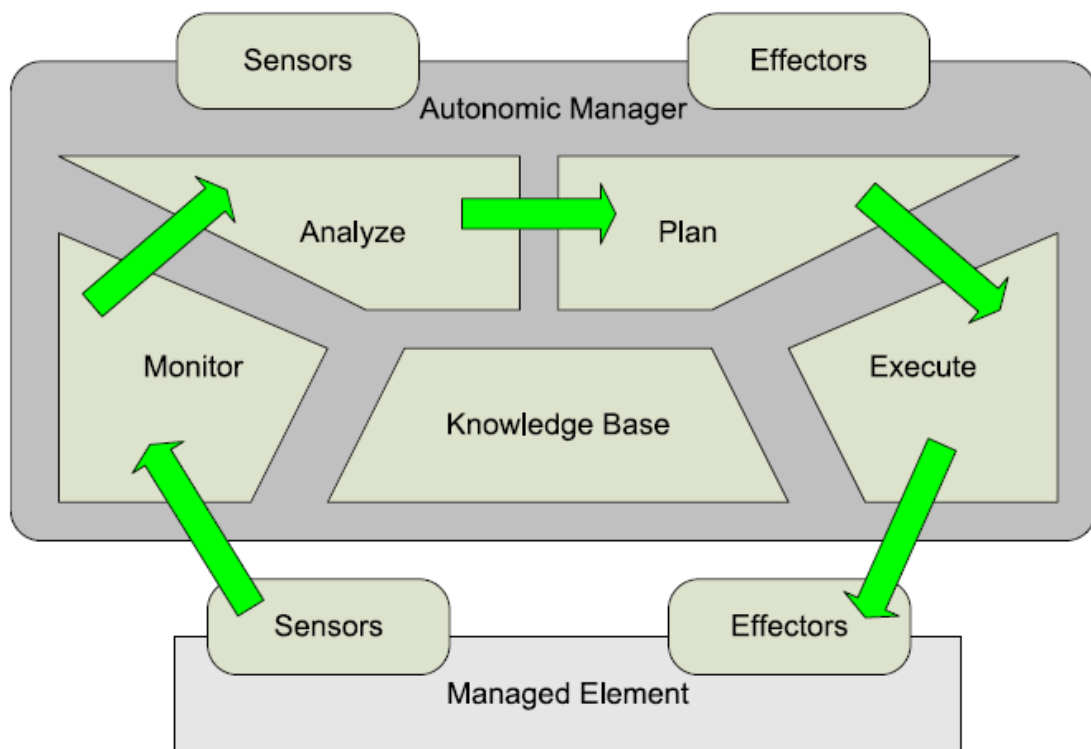 Sensors
Effectors
Autonomic Manager
Analyze
Plan
Monitor
Execute
Knowledge Base
Sensors
Effectors
Managed Element